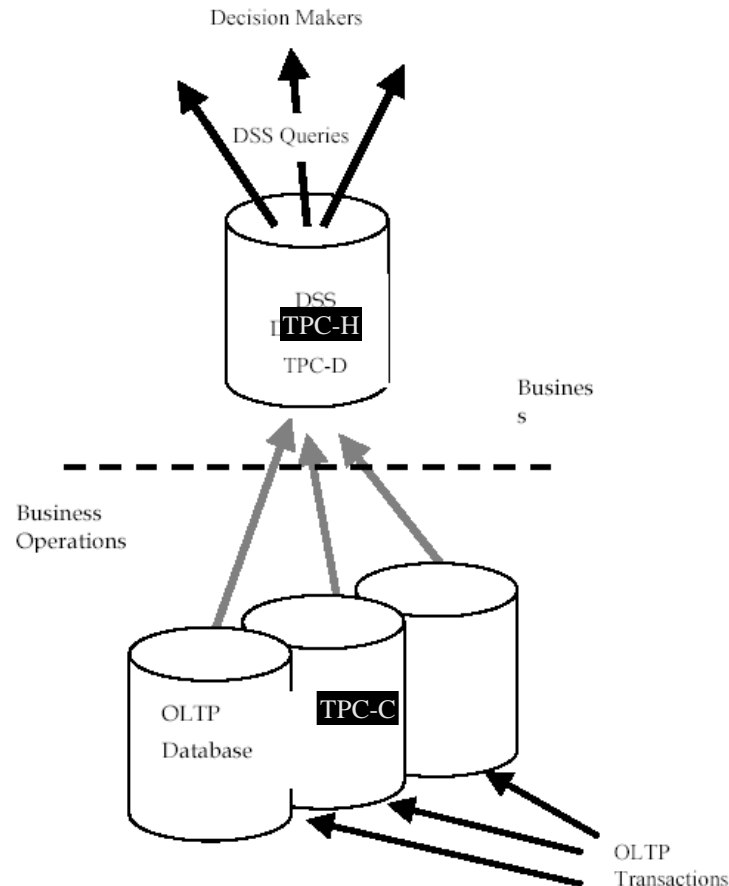 Decision Makers
DSS Queries
DSS
TPC-H
TPC-D
Busines
s
Business
Operations
OLTP
Database
TPC-C
OLTP
Transactions